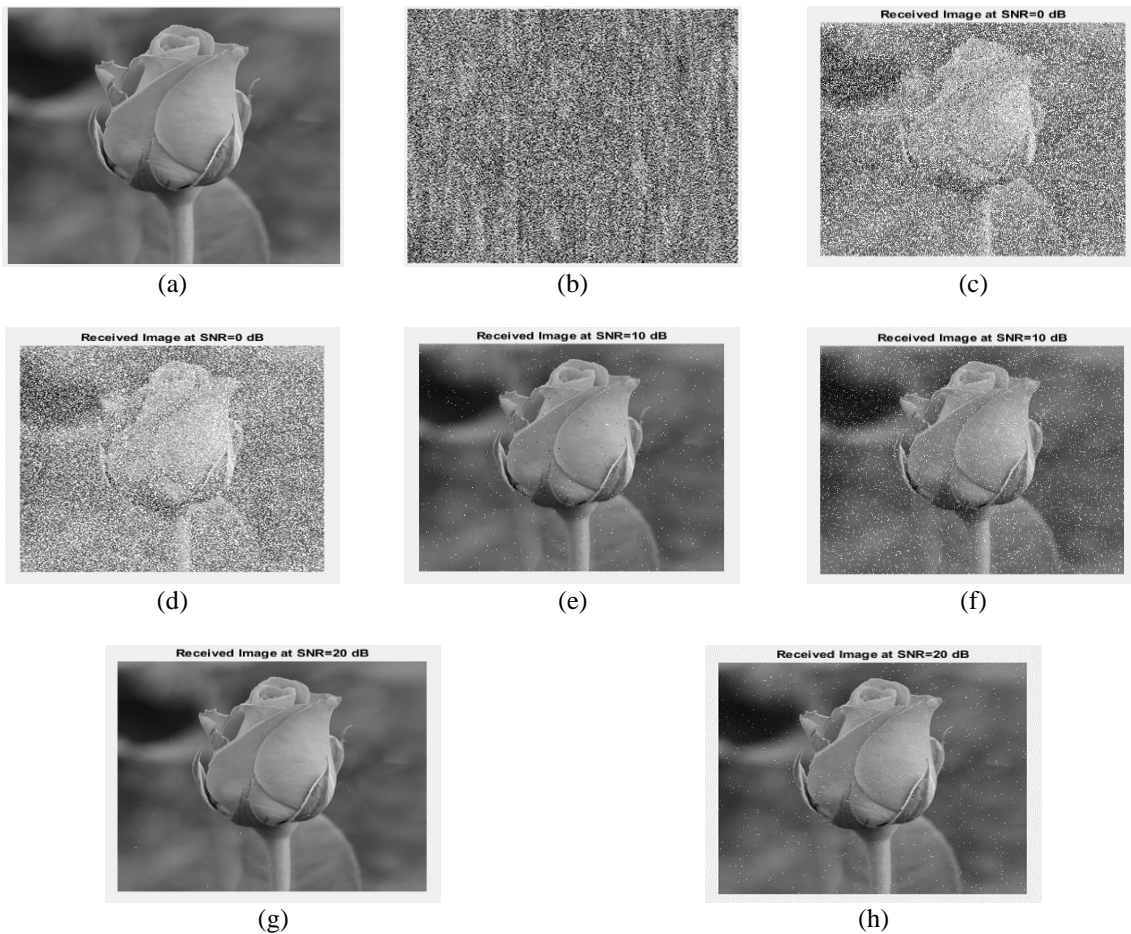 Received Image at SNR=0 dB
(a)
(b)
(c)
Received Image at SNR=0 dB
Received Image at SNR=10 dB
Received Image at SNR=10 dB
(d)
(e)
(f)
Received Image at SNR=20 dB
Received Image at SNR=20 dB
(g)
(h)